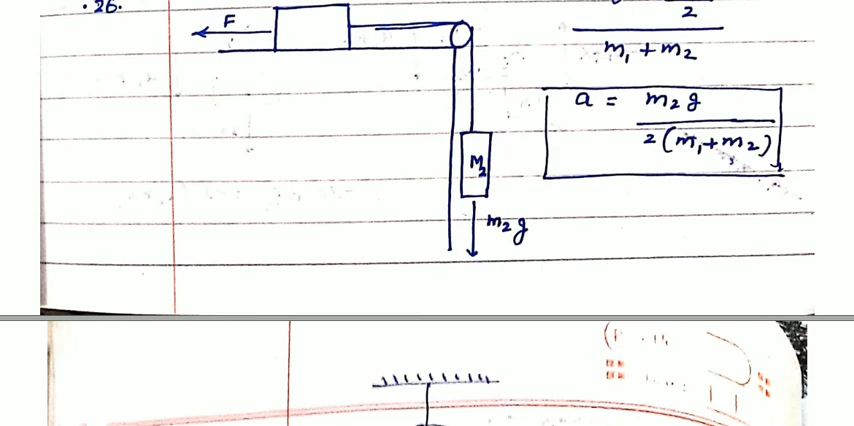 .26.
F
2
m₁ + m₂
a = m₂g
2(m₁+m₂)
M₂
m₂g